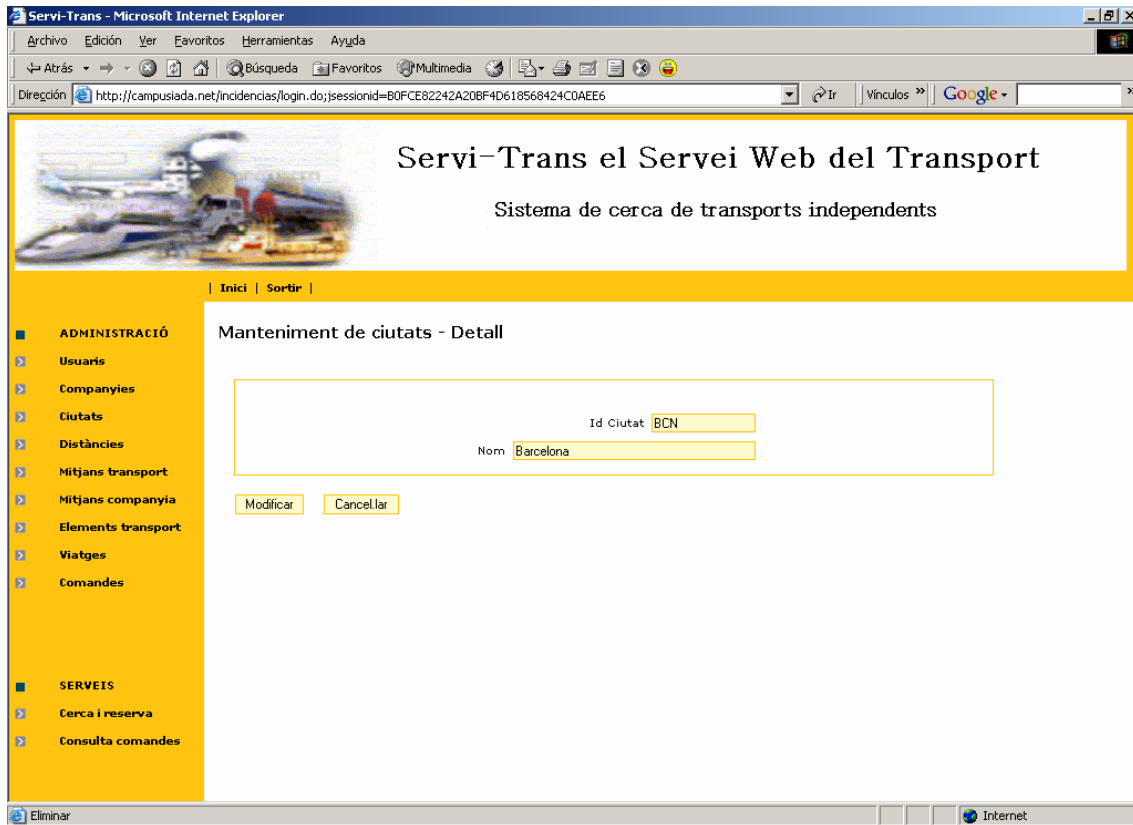 Servi-Trans - Microsoft Internet Explorer
Archivo Edición Ver Favoritos Herramientas Ayuda
Atrás Búsqueda Favoritos Multimedia
Dirección http://campusiada.net/incidencias/login.do;jsessionid=B0FCE82242A20BF4D618568424C0AEE6 Ir Vínculos » Google »
Servi-Trans el Servei Web del Transport
Sistema de cerca de transports independents
| Inici | Sortir |
ADMINISTRACIÓ
Usuaris
Companyies
Ciutats
Distàncies
Mitjans transport
Mitjans companyia
Elements transport
Viatges
Comandes
SERVEIS
Cerca i reserva
Consulta comandes
Manteniment de ciutats - Detall
Id Ciutat BCN
Nom Barcelona
Modificar Cancel.lar
Eliminar Internet